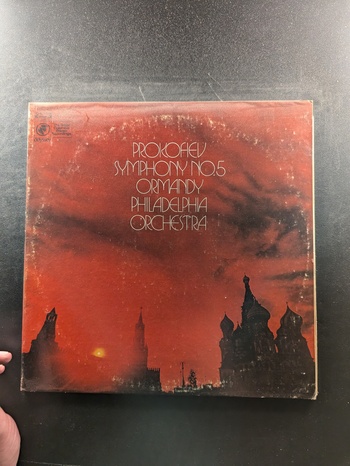 PROKOFIEV
SYMPHONY NO.5
ORMANDY
PHILADELPHIA
ORCHESTRA